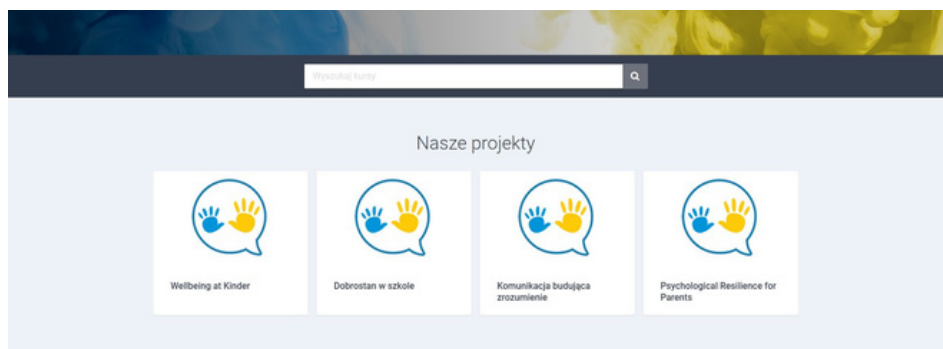 Wyszukaj kursy
Nasze projekty
Wellbeing at Kinder
Dobrostan w szkole
Komunikacja budująca
zrozumienie
Psychological Resilience for
Parents